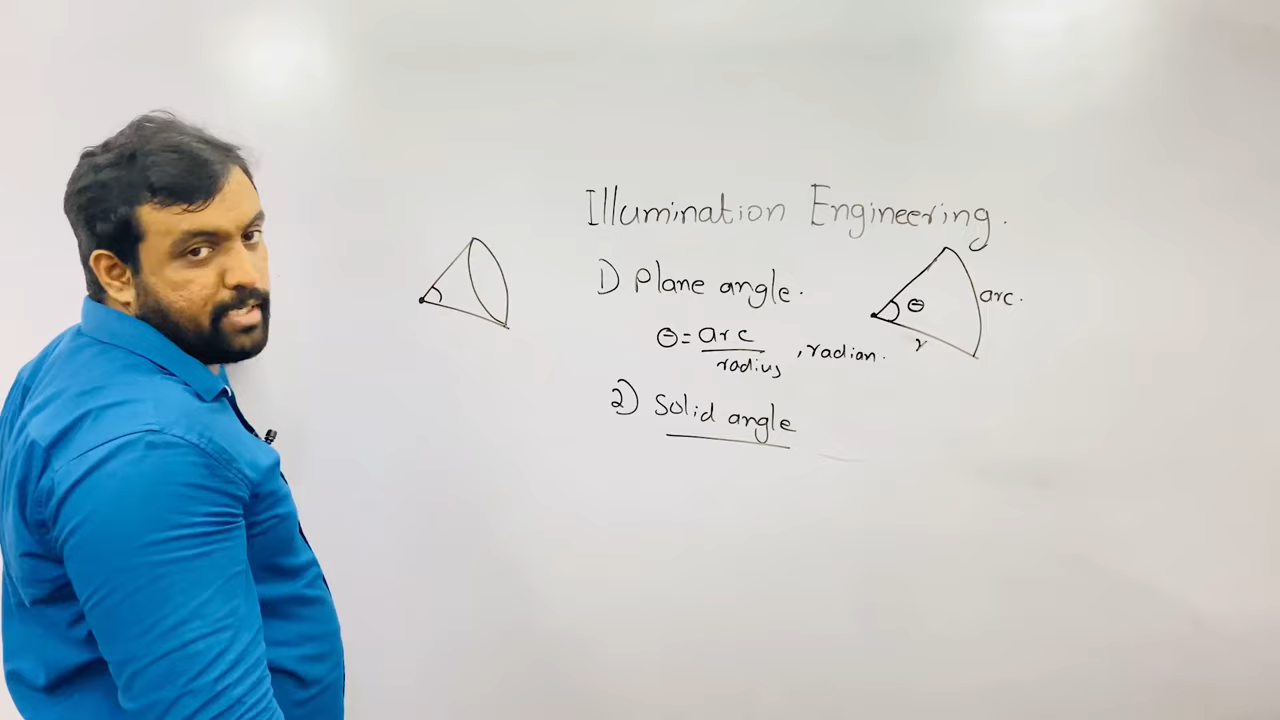 Illumination Engineering.
1) Plane angle.
θ = arc / radius , radian.
θ
arc.
r
2) Solid angle